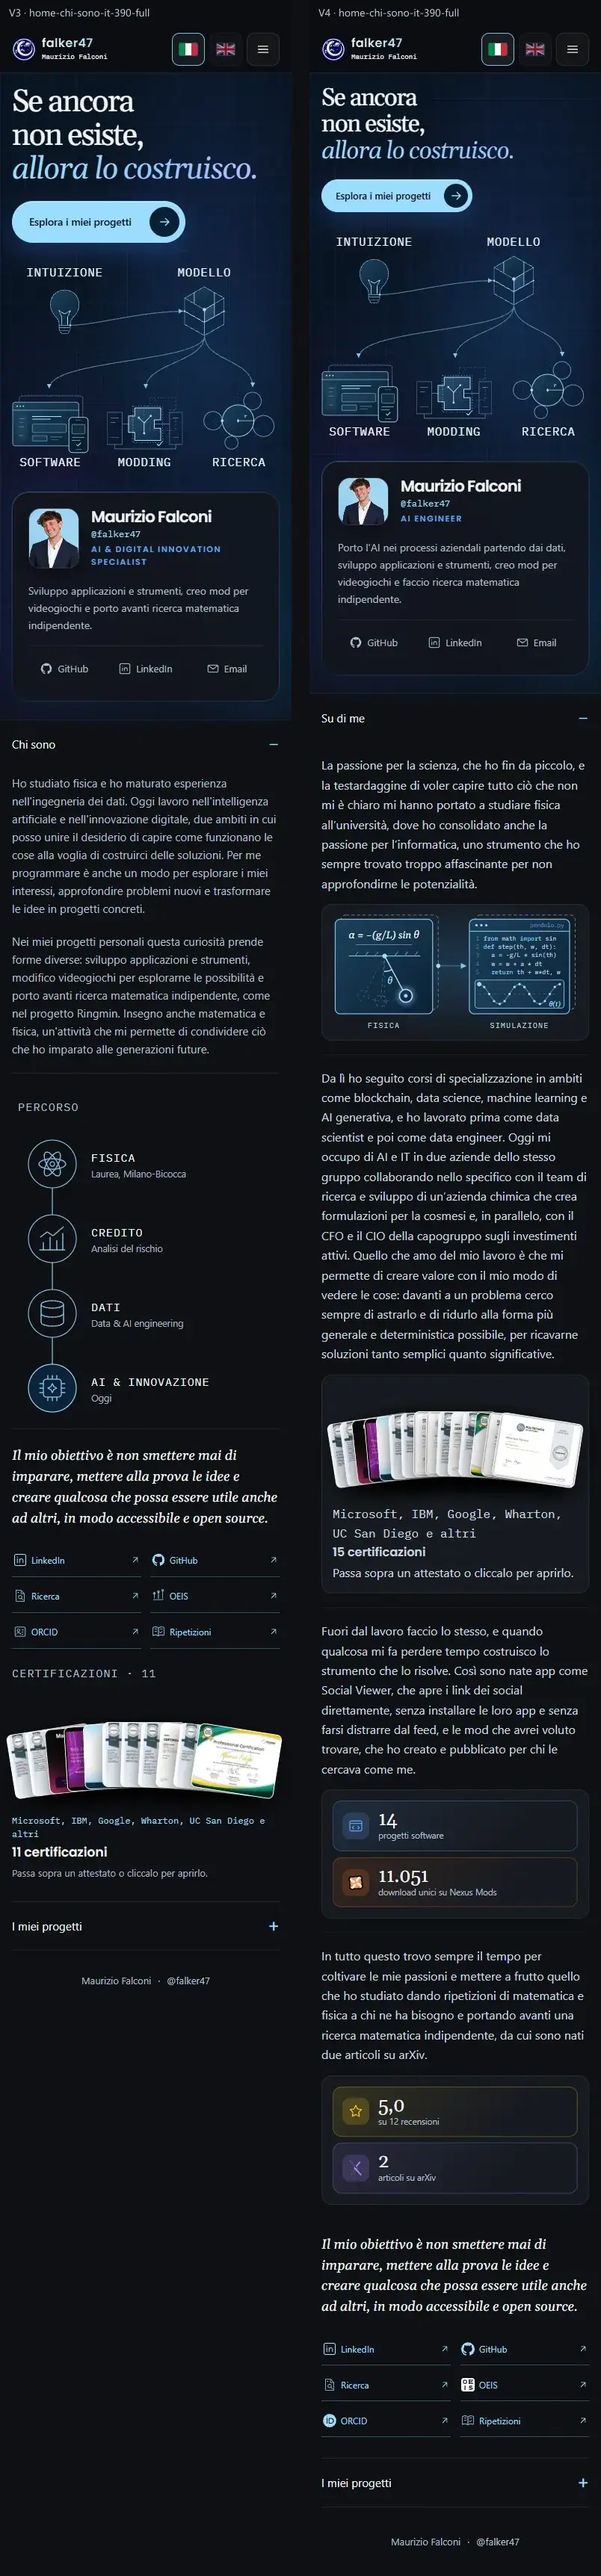 V3 · home-chi-sono-it-390-full
falker47
Maurizio Falconi
Se ancora
non esiste,
allora lo costruisco.
Esplora i miei progetti
INTUIZIONE
MODELLO
SOFTWARE
MODDING
RICERCA
Maurizio Falconi
@falker47
AI & DIGITAL INNOVATION
SPECIALIST
Sviluppo applicazioni e strumenti, creo mod per
videogiochi e porto avanti ricerca matematica
indipendente.
GitHub
LinkedIn
Email
Chi sono
Ho studiato fisica e ho maturato esperienza
nell'ingegneria dei dati. Oggi lavoro nell'intelligenza
artificiale e nell'innovazione digitale, due ambiti in cui
posso unire il desiderio di capire come funzionano le
cose alla voglia di costruirci delle soluzioni. Per me
programmare è anche un modo per esplorare i miei
interessi, approfondire problemi nuovi e trasformare
le idee in progetti concreti.
Nei miei progetti personali questa curiosità prende
forme diverse: sviluppo applicazioni e strumenti,
modifico videogiochi per esplorarne le possibilità e
porto avanti ricerca matematica indipendente, come
nel progetto Ringmin. Insegno anche matematica e
fisica, un'attività che mi permette di condividere ciò
che ho imparato alle generazioni future.
PERCORSO
FISICA
Laurea, Milano-Bicocca
CREDITO
Analisi del rischio
DATI
Data & AI engineering
AI & INNOVAZIONE
Oggi
Il mio obiettivo è non smettere mai di
imparare, mettere alla prova le idee e
creare qualcosa che possa essere utile anche
ad altri, in modo accessibile e open source.
LinkedIn
GitHub
Ricerca
OEIS
ORCID
Ripetizioni
CERTIFICAZIONI · 11
Professional Certification
Microsoft, IBM, Google, Wharton, UC San Diego e
altri
11 certificazioni
Passa sopra un attestato o cliccalo per aprirlo.
I miei progetti
+
Maurizio Falconi · @falker47
V4 · home-chi-sono-it-390-full
falker47
Maurizio Falconi
Se ancora
non esiste,
allora lo costruisco.
Esplora i miei progetti
INTUIZIONE
MODELLO
SOFTWARE
MODDING
RICERCA
Maurizio Falconi
@falker47
AI ENGINEER
Porto l'AI nei processi aziendali partendo dai dati,
sviluppo applicazioni e strumenti, creo mod per
videogiochi e faccio ricerca matematica
indipendente.
GitHub
LinkedIn
Email
Su di me
La passione per la scienza, che ho fin da piccolo, e
la testardaggine di voler capire tutto ciò che non
mi è chiaro mi hanno portato a studiare fisica
all'università, dove ho consolidato anche la
passione per l'informatica, uno strumento che ho
sempre trovato troppo affascinante per non
approfondirne le potenzialità.
α = −(g/L) sin θ
θ
FISICA
pendolo.py
1 from math import sin
2 def step(th, w, dt):
3 a = -g/L * sin(th)
4 w = w + a * dt
5 return th + w*dt, w
θ(t)
SIMULAZIONE
Da lì ho seguito corsi di specializzazione in ambiti
come blockchain, data science, machine learning e
AI generativa, e ho lavorato prima come data
scientist e poi come data engineer. Oggi mi
occupo di AI e IT in due aziende dello stesso
gruppo collaborando nello specifico con il team di
ricerca e sviluppo di un'azienda chimica che crea
formulazioni per la cosmesi e, in parallelo, con il
CFO e il CIO della capogruppo sugli investimenti
attivi. Quello che amo del mio lavoro è che mi
permette di creare valore con il mio modo di
vedere le cose: davanti a un problema cerco
sempre di astrarlo e di ridurlo alla forma più
generale e deterministica possibile, per ricavarne
soluzioni tanto semplici quanto significative.
Microsoft, IBM, Google, Wharton,
UC San Diego e altri
15 certificazioni
Passa sopra un attestato o cliccalo per aprirlo.
Fuori dal lavoro faccio lo stesso, e quando
qualcosa mi fa perdere tempo costruisco lo
strumento che lo risolve. Così sono nate app come
Social Viewer, che apre i link dei social
direttamente, senza installare le loro app e senza
farsi distrarre dal feed, e le mod che avrei voluto
trovare, che ho creato e pubblicato per chi le
cercava come me.
14
progetti software
11.051
download unici su Nexus Mods
In tutto questo trovo sempre il tempo per
coltivare le mie passioni e mettere a frutto quello
che ho studiato dando ripetizioni di matematica e
fisica a chi ne ha bisogno e portando avanti una
ricerca matematica indipendente, da cui sono nati
due articoli su arXiv.
5,0
su 12 recensioni
2
articoli su arXiv
Il mio obiettivo è non smettere mai di
imparare, mettere alla prova le idee e
creare qualcosa che possa essere utile anche
ad altri, in modo accessibile e open source.
LinkedIn
GitHub
Ricerca
OEIS
ORCID
Ripetizioni
I miei progetti
+
Maurizio Falconi · @falker47